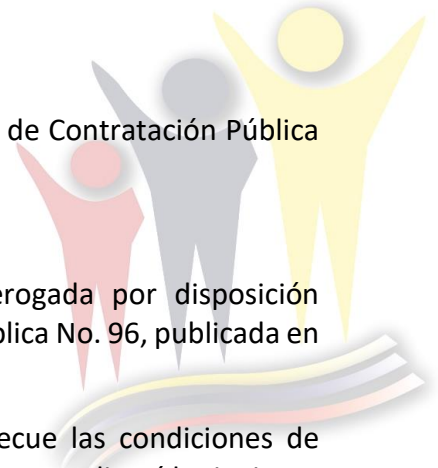 de Contratación Pública
erogada por disposición
blica No. 96, publicada en
ecue las condiciones de